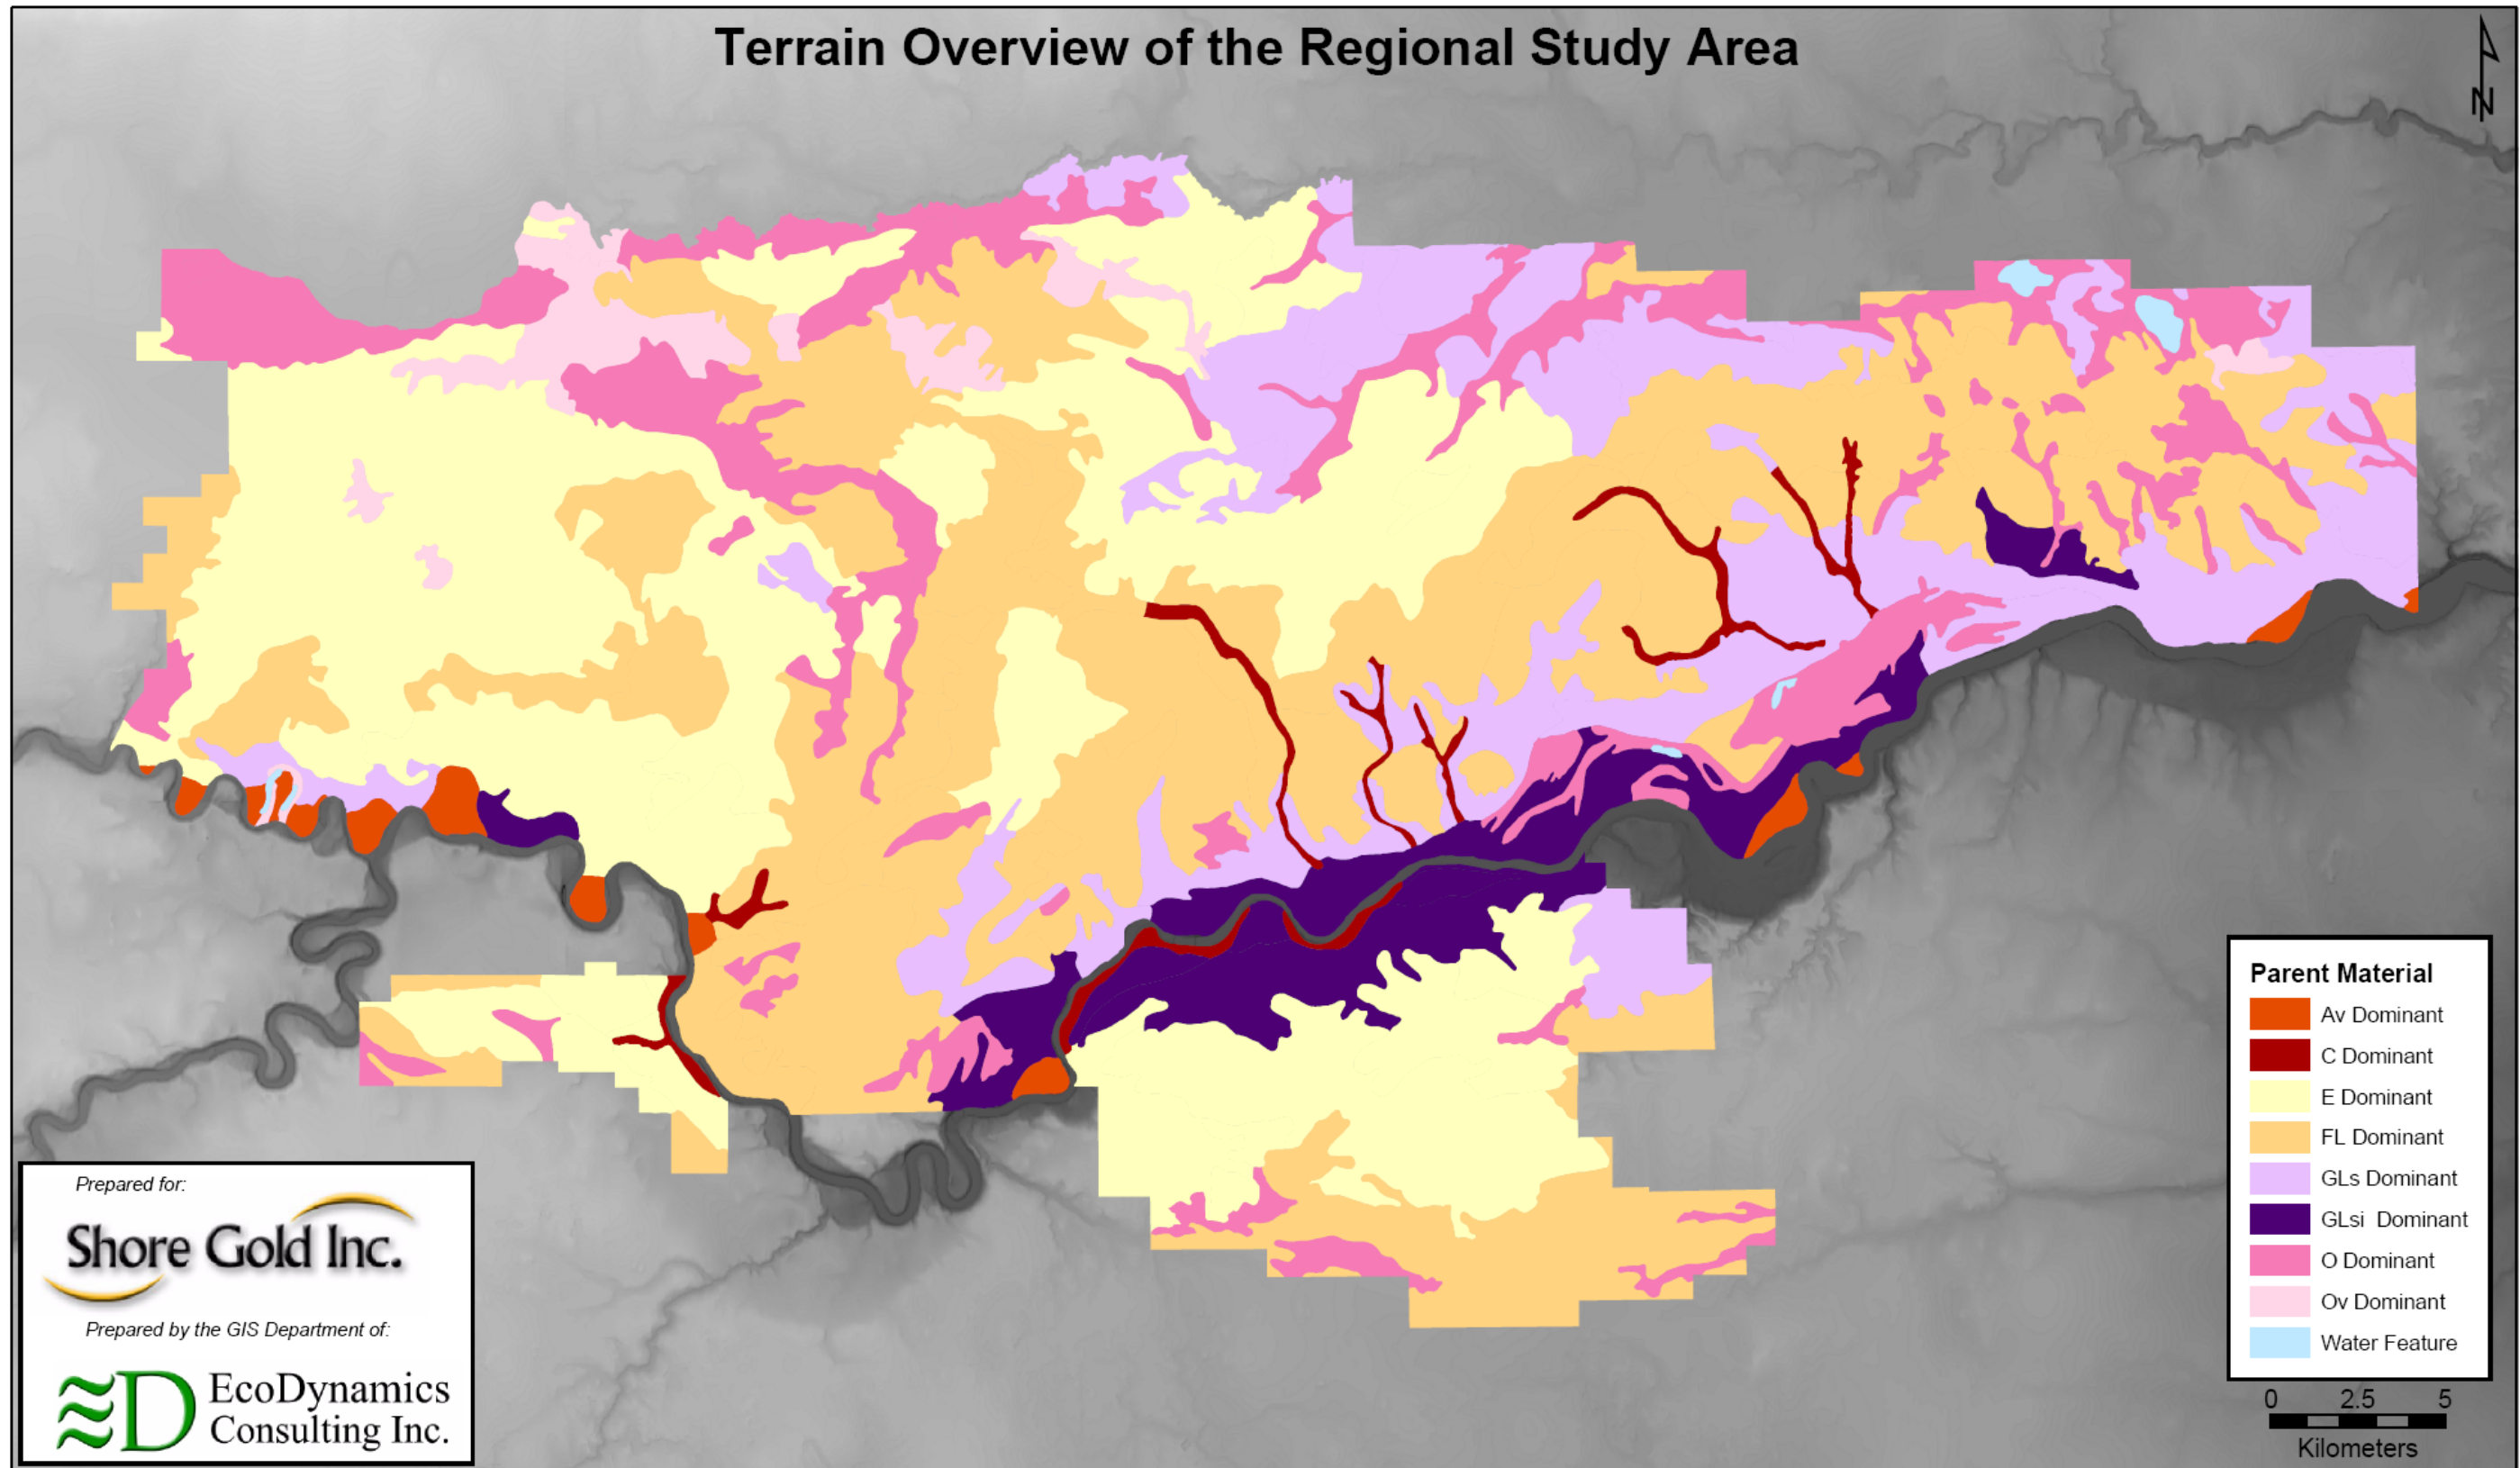 Terrain Overview of the Regional Study Area
N
Parent Material
Av Dominant
C Dominant
E Dominant
FL Dominant
GLs Dominant
GLsi Dominant
O Dominant
Ov Dominant
Water Feature
0 2.5 5
Kilometers
Prepared for:
Shore Gold Inc.
Prepared by the GIS Department of:
EcoDynamics
Consulting Inc.